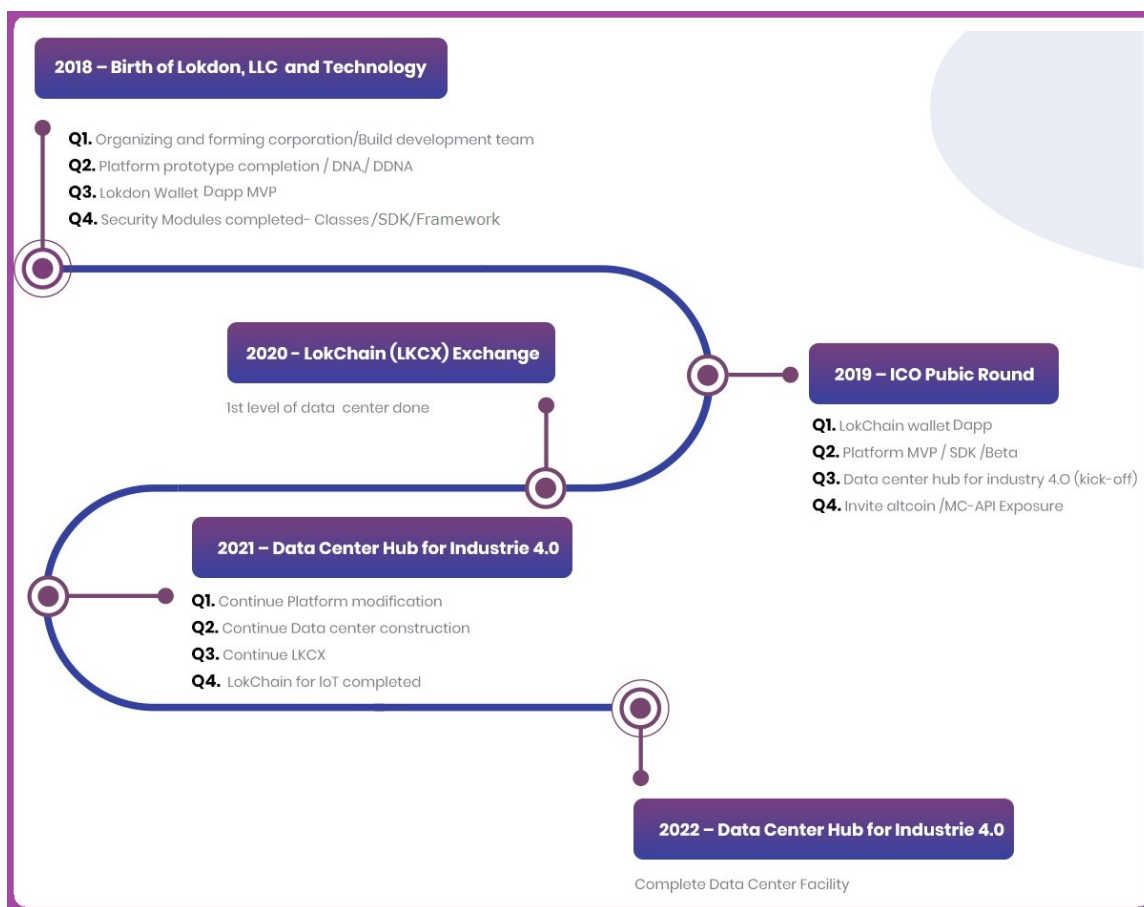 2018 – Birth of Lokdon, LLC and Technology
Q1. Organizing and forming corporation/Build development team
Q2. Platform prototype completion / DNA/ DDNA
Q3. Lokdon Wallet Dapp MVP
Q4. Security Modules completed- Classes/SDK/Framework
2019 – ICO Pubic Round
Q1. LokChain wallet Dapp
Q2. Platform MVP / SDK /Beta
Q3. Data center hub for industry 4.0 (kick-off)
Q4. Invite altcoin /MC-API Exposure
2020 - LokChain (LKCX) Exchange
1st level of data center done
2021 – Data Center Hub for Industrie 4.0
Q1. Continue Platform modification
Q2. Continue Data center construction
Q3. Continue LKCX
Q4. LokChain for IoT completed
2022 – Data Center Hub for Industrie 4.0
Complete Data Center Facility